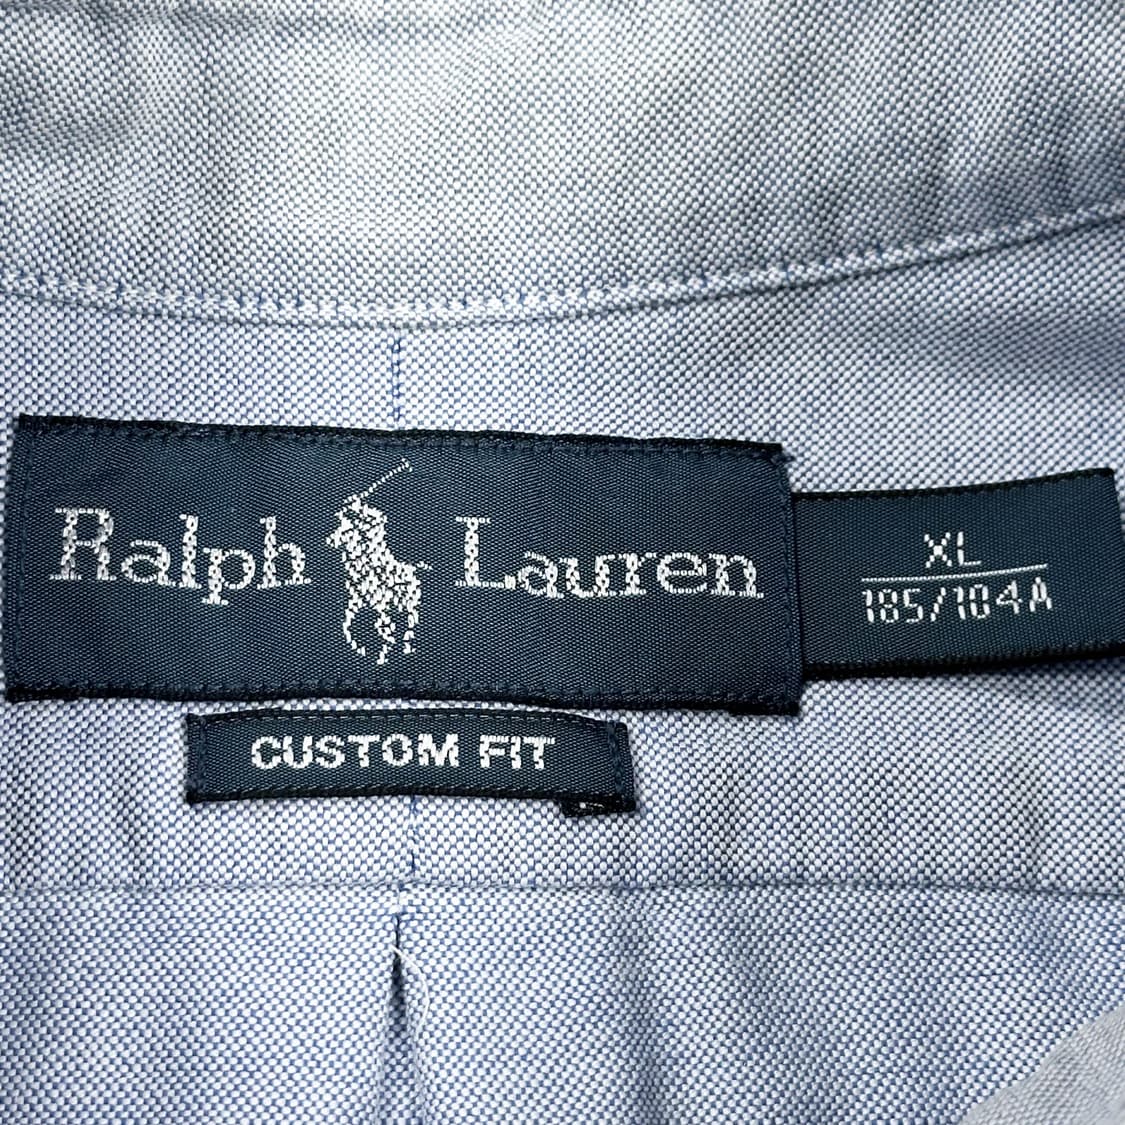 Ralph Lauren
XL
185/104A
CUSTOM FIT